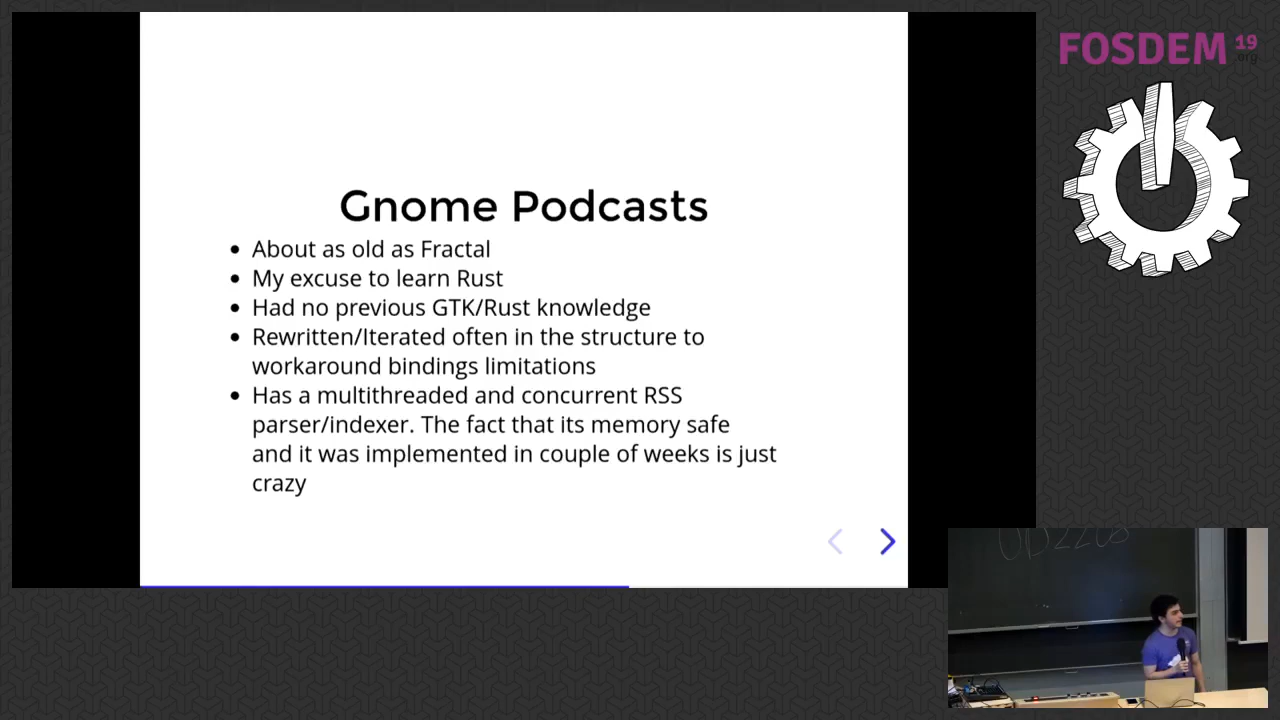 FOSDEM 19
.org
Gnome Podcasts
About as old as Fractal
My excuse to learn Rust
Had no previous GTK/Rust knowledge
Rewritten/Iterated often in the structure to
workaround bindings limitations
Has a multithreaded and concurrent RSS
parser/indexer. The fact that its memory safe
and it was implemented in couple of weeks is just
crazy